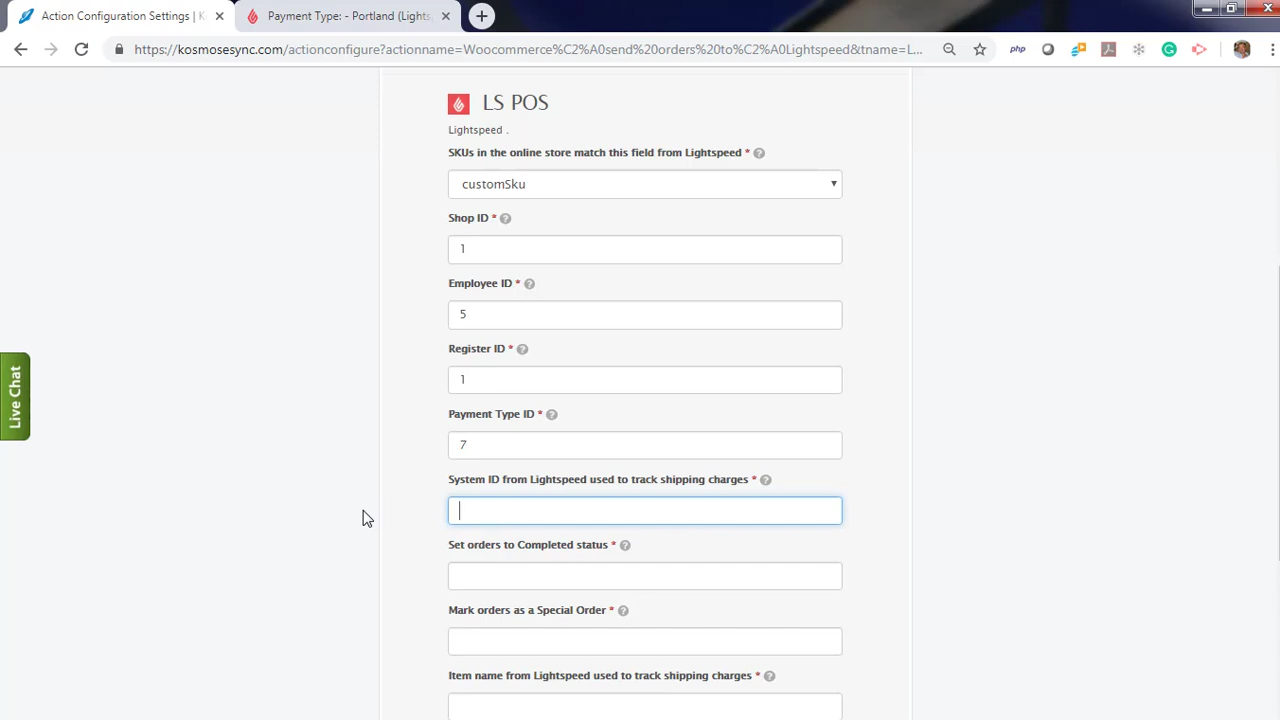 Action Configuration Settings | K
Payment Type: - Portland (Lights
https://kosmosesync.com/actionconfigure?actionname=Woocommerce%C2%A0send%20orders%20to%C2%A0Lightspeed&tname=L...
php
LS POS
Lightspeed .
SKUs in the online store match this field from Lightspeed * ?
customSku
Shop ID * ?
1
Employee ID * ?
5
Register ID * ?
1
Payment Type ID * ?
7
System ID from Lightspeed used to track shipping charges * ?
Set orders to Completed status * ?
Mark orders as a Special Order * ?
Item name from Lightspeed used to track shipping charges * ?
Live Chat